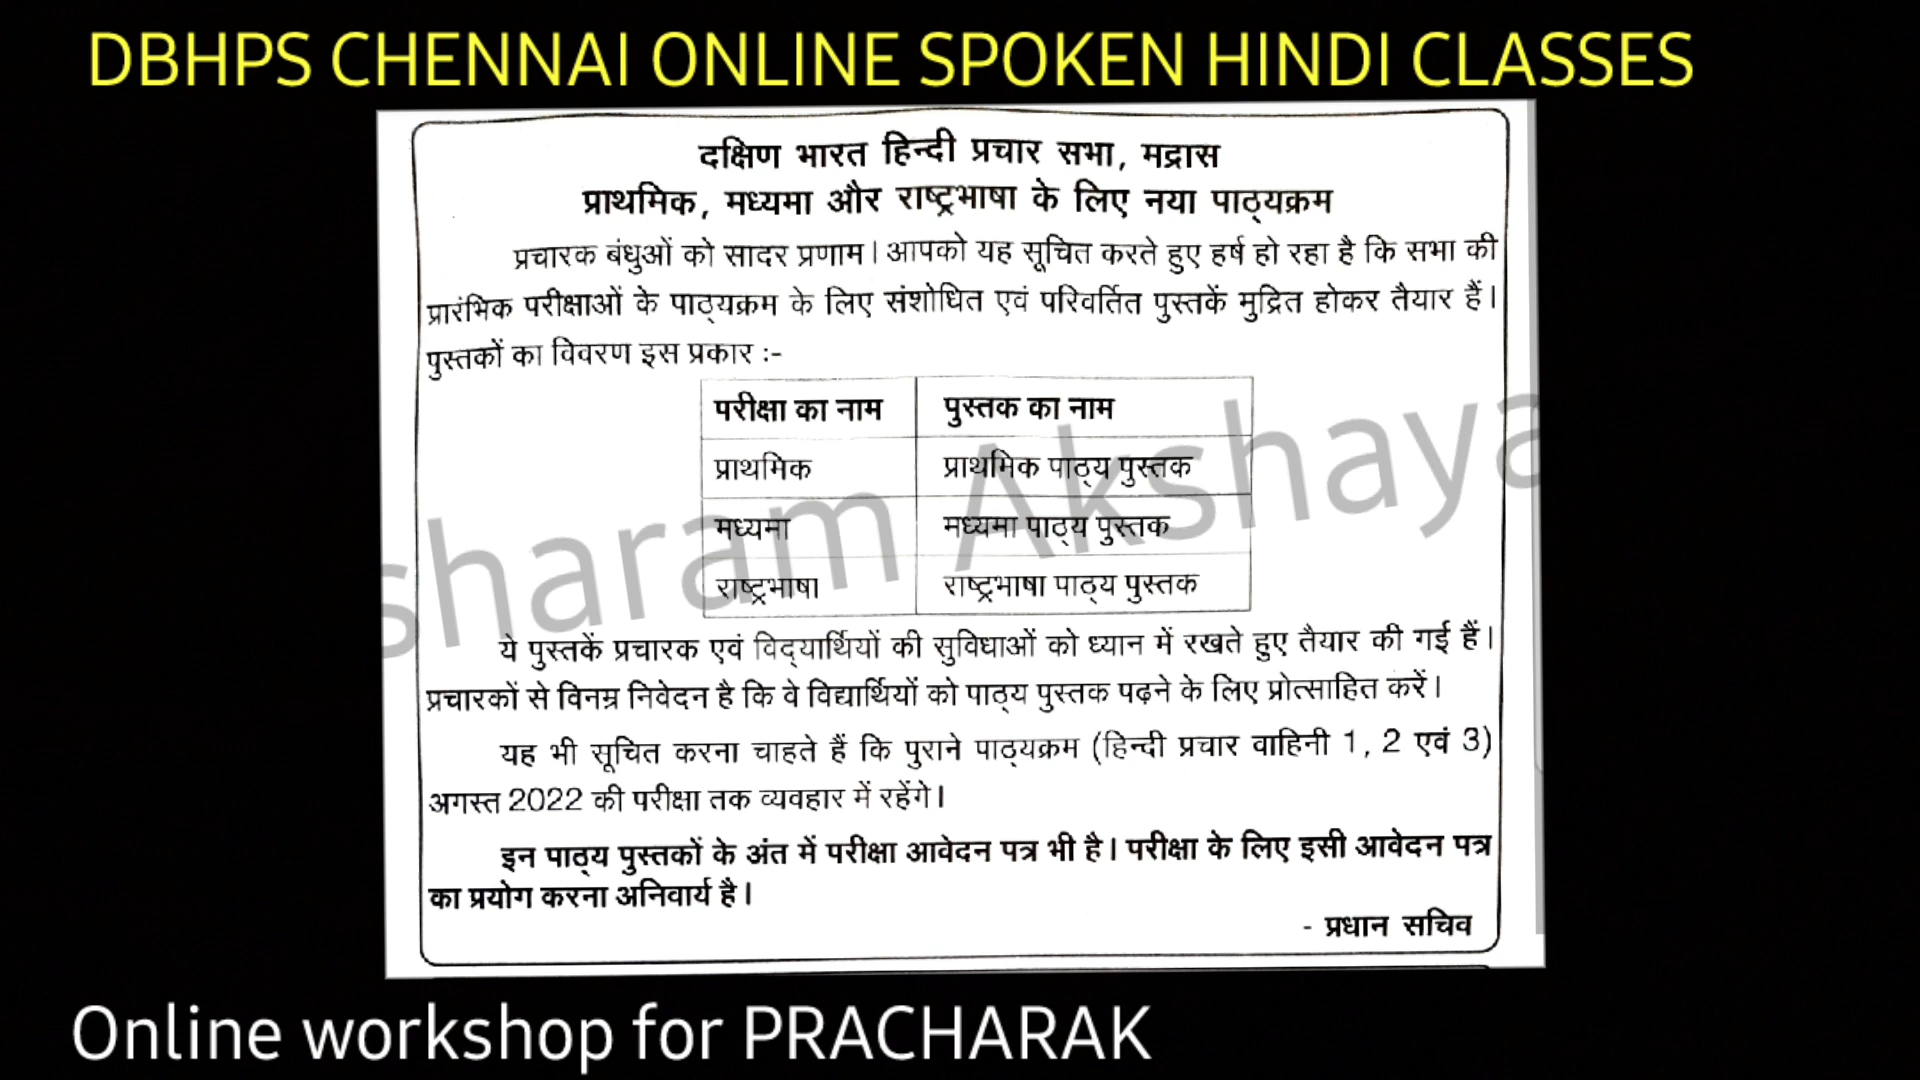 DBHPS CHENNAI ONLINE SPOKEN HINDI CLASSES
दक्षिण भारत हिन्दी प्रचार सभा, मद्रास
प्राथमिक, मध्यमा और राष्ट्रभाषा के लिए नया पाठ्यक्रम
प्रचारक बंधुओं को सादर प्रणाम। आपको यह सूचित करते हुए हर्ष हो रहा है कि सभा की
प्रारंभिक परीक्षाओं के पाठ्यक्रम के लिए संशोधित एवं परिवर्तित पुस्तकें मुद्रित होकर तैयार हैं।
पुस्तकों का विवरण इस प्रकार :-
परीक्षा का नाम पुस्तक का नाम
प्राथमिक प्राथमिक पाठ्य पुस्तक
मध्यमा मध्यमा पाठ्य पुस्तक
राष्ट्रभाषा राष्ट्रभाषा पाठ्य पुस्तक
sharam Akshaya
ये पुस्तकें प्रचारक एवं विद्‌यार्थियों की सुविधाओं को ध्यान में रखते हुए तैयार की गई हैं।
प्रचारकों से विनम्र निवेदन है कि वे विद्यार्थियों को पाठ्य पुस्तक पढ़ने के लिए प्रोत्साहित करें।
यह भी सूचित करना चाहते हैं कि पुराने पाठ्यक्रम (हिन्दी प्रचार वाहिनी 1, 2 एवं 3)
अगस्त 2022 की परीक्षा तक व्यवहार में रहेंगे।
इन पाठ्य पुस्तकों के अंत में परीक्षा आवेदन पत्र भी है। परीक्षा के लिए इसी आवेदन पत्र
का प्रयोग करना अनिवार्य है।
- प्रधान सचिव
Online workshop for PRACHARAK